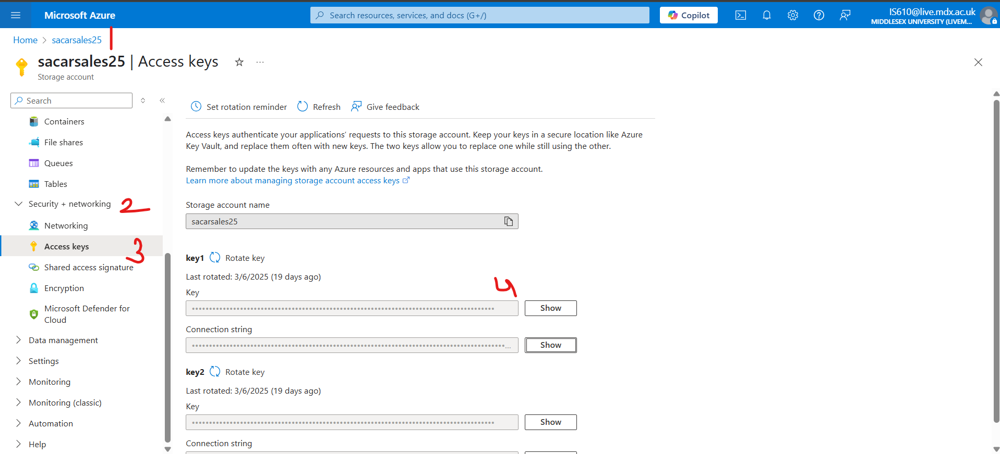 Microsoft Azure
Search resources, services, and docs (G+/)
Copilot
IS610@live.mdx.ac.uk
MIDDLESEX UNIVERSITY (LIVEM...
Home > sacarsales25
1
sacarsales25 | Access keys
...
Storage account
Search
Containers
File shares
Queues
Tables
Security + networking
2
Networking
Access keys
3
Shared access signature
Encryption
Microsoft Defender for
Cloud
Data management
Settings
Monitoring
Monitoring (classic)
Automation
Help
Set rotation reminder
Refresh
Give feedback
Access keys authenticate your applications’ requests to this storage account. Keep your keys in a secure location like Azure
Key Vault, and replace them often with new keys. The two keys allow you to replace one while still using the other.
Remember to update the keys with any Azure resources and apps that use this storage account.
Learn more about managing storage account access keys
Storage account name
sacarsales25
key1 Rotate key
Last rotated: 3/6/2025 (19 days ago)
4
Key
Show
Connection string
...
Show
key2 Rotate key
Last rotated: 3/6/2025 (19 days ago)
Key
Show
Connection string